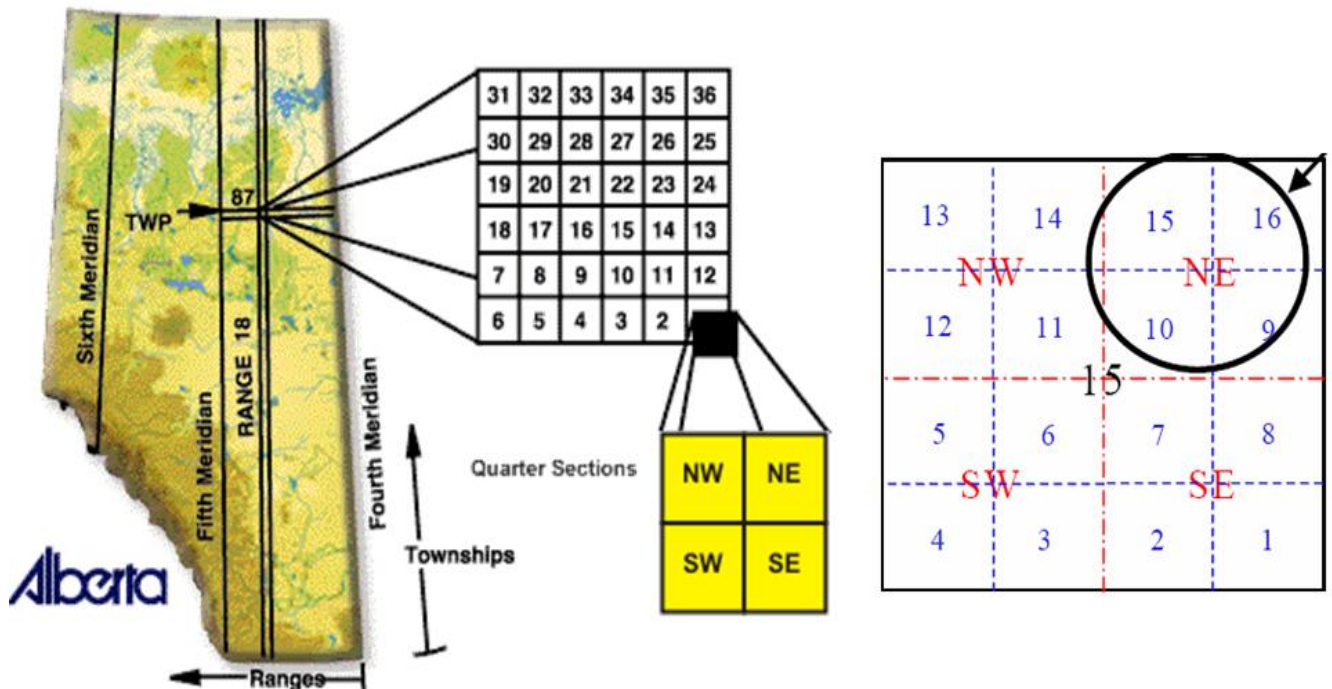 31 32 33 34 35 36
30 29 28 27 26 25
19 20 21 22 23 24
18 17 16 15 14 13
7 8 9 10 11 12
6 5 4 3 2
87
TWP.
Sixth Meridian
Fifth Meridian
RANGE 18
Fourth Meridian
Townships
Ranges
Alberta
Quarter Sections
NW NE
SW SE
13 14 15 16
NW NE
12 11 10 9
15
5 6 7 8
SW SE
4 3 2 1